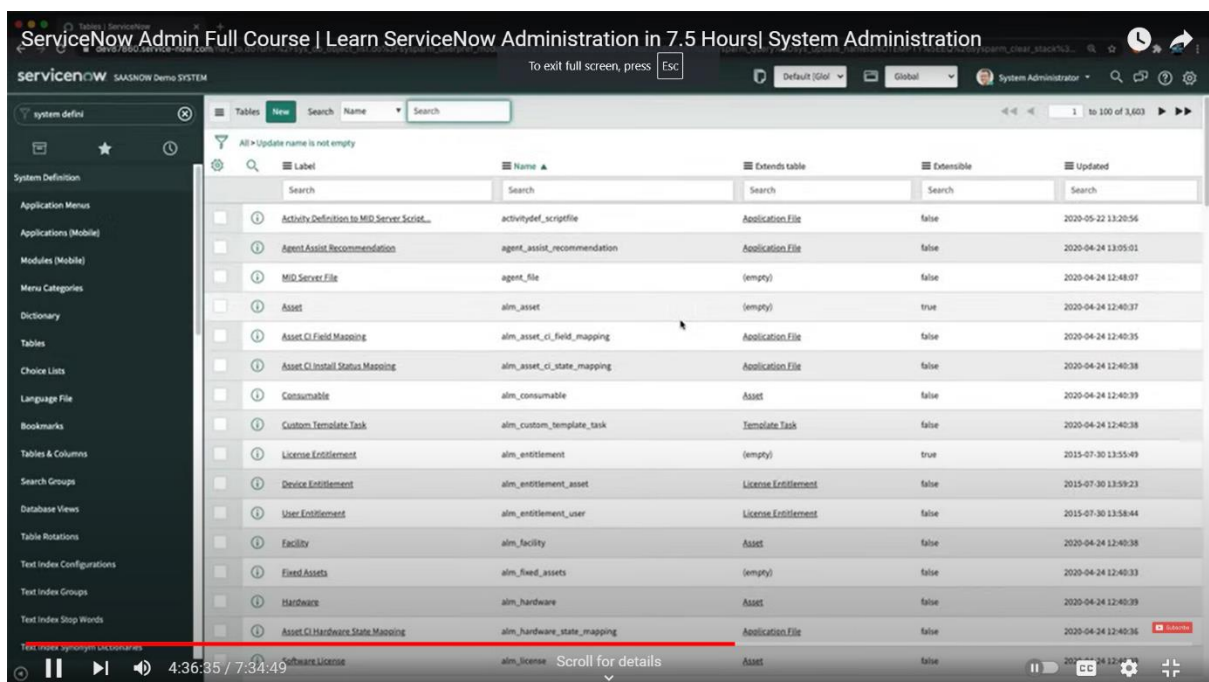 Tables | ServiceNow
ServiceNow Admin Full Course | Learn ServiceNow Administration in 7.5 Hours| System Administration
To exit full screen, press Esc
servicenow SAASNOW Demo SYSTEM
Default [Glol
Global
System Administrator
system defini
Tables New Search Name Search
1 to 100 of 3,603
All > Update name is not empty
Label Name Extends table Extensible Updated
Search Search Search Search Search
System Definition
Application Menus
Applications (Mobile)
Modules (Mobile)
Menu Categories
Dictionary
Tables
Choice Lists
Language File
Bookmarks
Tables & Columns
Search Groups
Database Views
Table Rotations
Text Index Configurations
Text Index Groups
Text Index Stop Words
Text Index Synonym Dictionaries
Activity Definition to MID Server Script... activitydef_scriptfile Application File false 2020-05-22 13:20:56
Agent Assist Recommendation agent_assist_recommendation Application File false 2020-04-24 13:05:01
MID Server File agent_file (empty) false 2020-04-24 12:48:07
Asset alm_asset (empty) true 2020-04-24 12:40:37
Asset CI Field Mapping alm_asset_ci_field_mapping Application File false 2020-04-24 12:40:35
Asset CI Install Status Mapping alm_asset_ci_state_mapping Application File false 2020-04-24 12:40:38
Consumable alm_consumable Asset false 2020-04-24 12:40:39
Custom Template Task alm_custom_template_task Template Task false 2020-04-24 12:40:38
License Entitlement alm_entitlement (empty) true 2015-07-30 13:55:49
Device Entitlement alm_entitlement_asset License Entitlement false 2015-07-30 13:59:23
User Entitlement alm_entitlement_user License Entitlement false 2015-07-30 13:58:44
Facility alm_facility Asset false 2020-04-24 12:40:38
Fixed Assets alm_fixed_assets (empty) false 2020-04-24 12:40:33
Hardware alm_hardware Asset false 2020-04-24 12:40:39
Asset CI Hardware State Mapping alm_hardware_state_mapping Application File false 2020-04-24 12:40:36
Software License alm_license Asset false
Subscribe
4:36:35 / 7:34:49
Scroll for details
CC